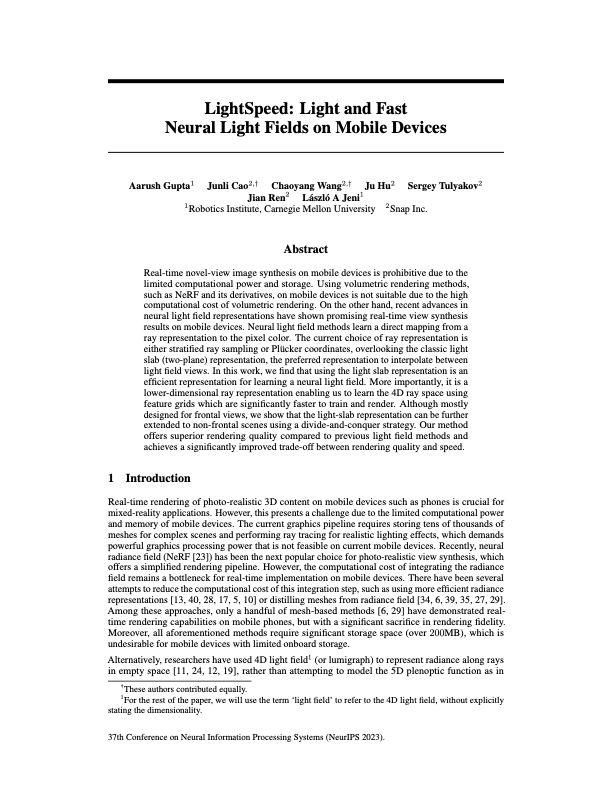 LightSpeed: Light and Fast
Neural Light Fields on Mobile Devices
Aarush Gupta1 Junli Cao2,† Chaoyang Wang2,† Ju Hu2 Sergey Tulyakov2
Jian Ren2 László A Jeni1
1Robotics Institute, Carnegie Mellon University 2Snap Inc.
Abstract
Real-time novel-view image synthesis on mobile devices is prohibitive due to the
limited computational power and storage. Using volumetric rendering methods,
such as NeRF and its derivatives, on mobile devices is not suitable due to the high
computational cost of volumetric rendering. On the other hand, recent advances in
neural light field representations have shown promising real-time view synthesis
results on mobile devices. Neural light field methods learn a direct mapping from a
ray representation to the pixel color. The current choice of ray representation is
either stratified ray sampling or Plücker coordinates, overlooking the classic light
slab (two-plane) representation, the preferred representation to interpolate between
light field views. In this work, we find that using the light slab representation is an
efficient representation for learning a neural light field. More importantly, it is a
lower-dimensional ray representation enabling us to learn the 4D ray space using
feature grids which are significantly faster to train and render. Although mostly
designed for frontal views, we show that the light-slab representation can be further
extended to non-frontal scenes using a divide-and-conquer strategy. Our method
offers superior rendering quality compared to previous light field methods and
achieves a significantly improved trade-off between rendering quality and speed.
1 Introduction
Real-time rendering of photo-realistic 3D content on mobile devices such as phones is crucial for
mixed-reality applications. However, this presents a challenge due to the limited computational power
and memory of mobile devices. The current graphics pipeline requires storing tens of thousands of
meshes for complex scenes and performing ray tracing for realistic lighting effects, which demands
powerful graphics processing power that is not feasible on current mobile devices. Recently, neural
radiance field (NeRF [23]) has been the next popular choice for photo-realistic view synthesis, which
offers a simplified rendering pipeline. However, the computational cost of integrating the radiance
field remains a bottleneck for real-time implementation on mobile devices. There have been several
attempts to reduce the computational cost of this integration step, such as using more efficient radiance
representations [13, 40, 28, 17, 5, 10] or distilling meshes from radiance field [34, 6, 39, 35, 27, 29].
Among these approaches, only a handful of mesh-based methods [6, 29] have demonstrated real-
time rendering capabilities on mobile phones, but with a significant sacrifice in rendering fidelity.
Moreover, all aforementioned methods require significant storage space (over 200MB), which is
undesirable for mobile devices with limited onboard storage.
Alternatively, researchers have used 4D light field1 (or lumigraph) to represent radiance along rays
in empty space [11, 24, 12, 19], rather than attempting to model the 5D plenoptic function as in
†These authors contributed equally.
1For the rest of the paper, we will use the term ‘light field’ to refer to the 4D light field, without explicitly
stating the dimensionality.
37th Conference on Neural Information Processing Systems (NeurIPS 2023).